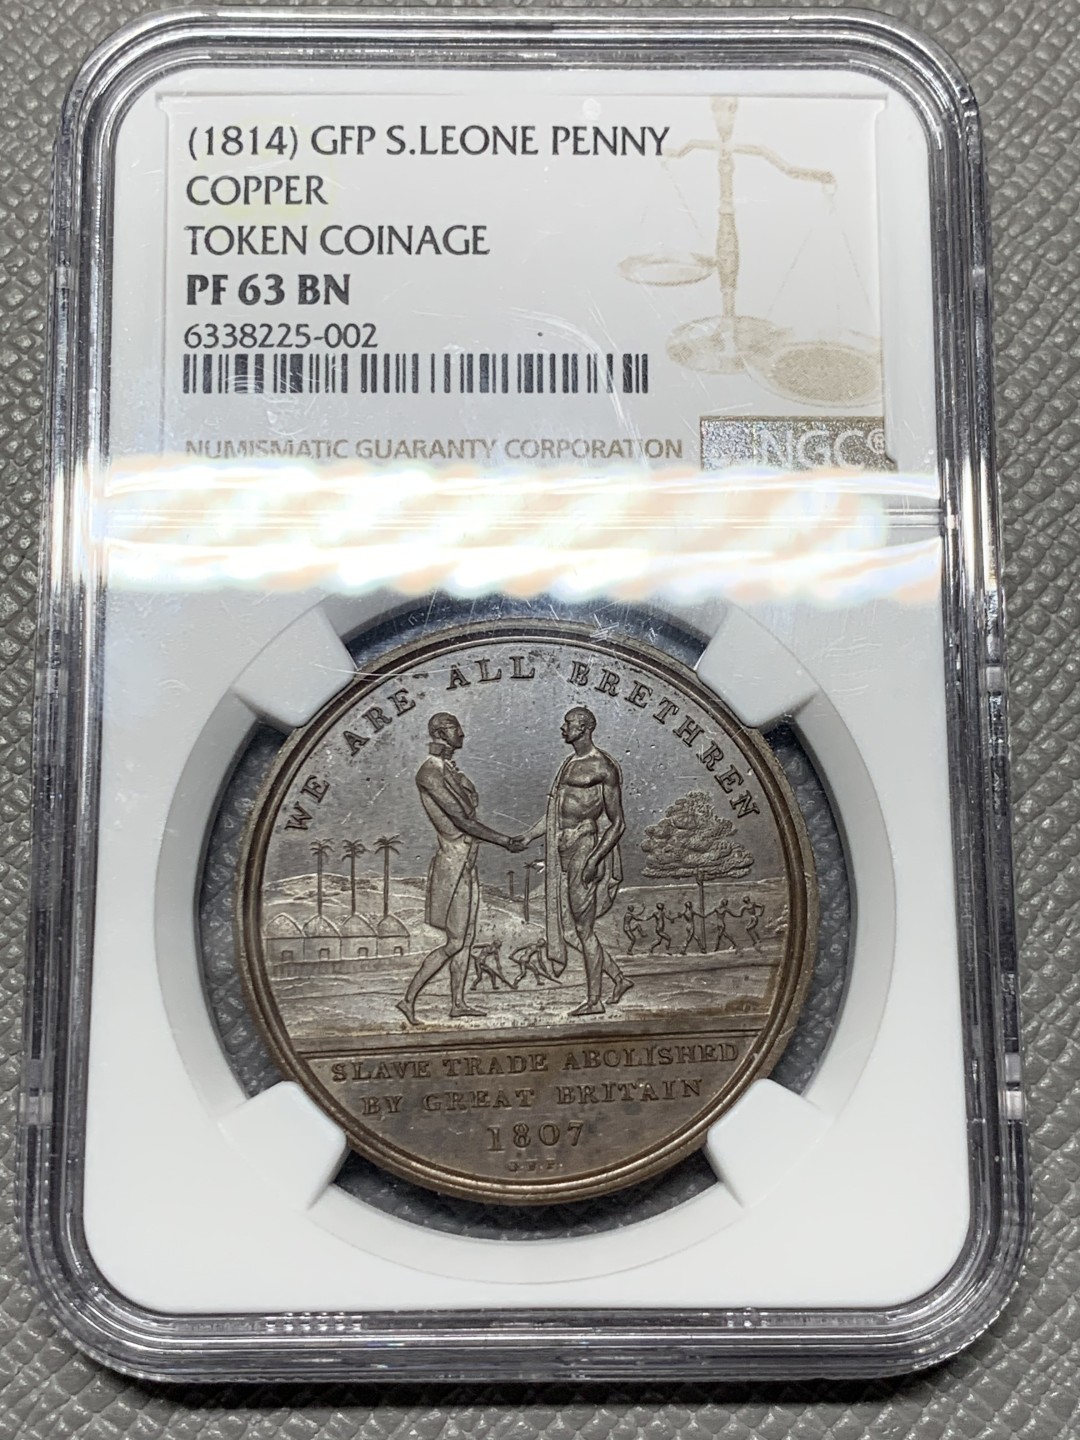 (1814) GFP S.LEONE PENNY
COPPER
TOKEN COINAGE
PF 63 BN
6338225-002
NUMISMATIC GUARANTY CORPORATION
NGC®
WE ARE ALL BRETHREN
SLAVE TRADE ABOLISHED
BY GREAT BRITAIN
1807
G.F.P.